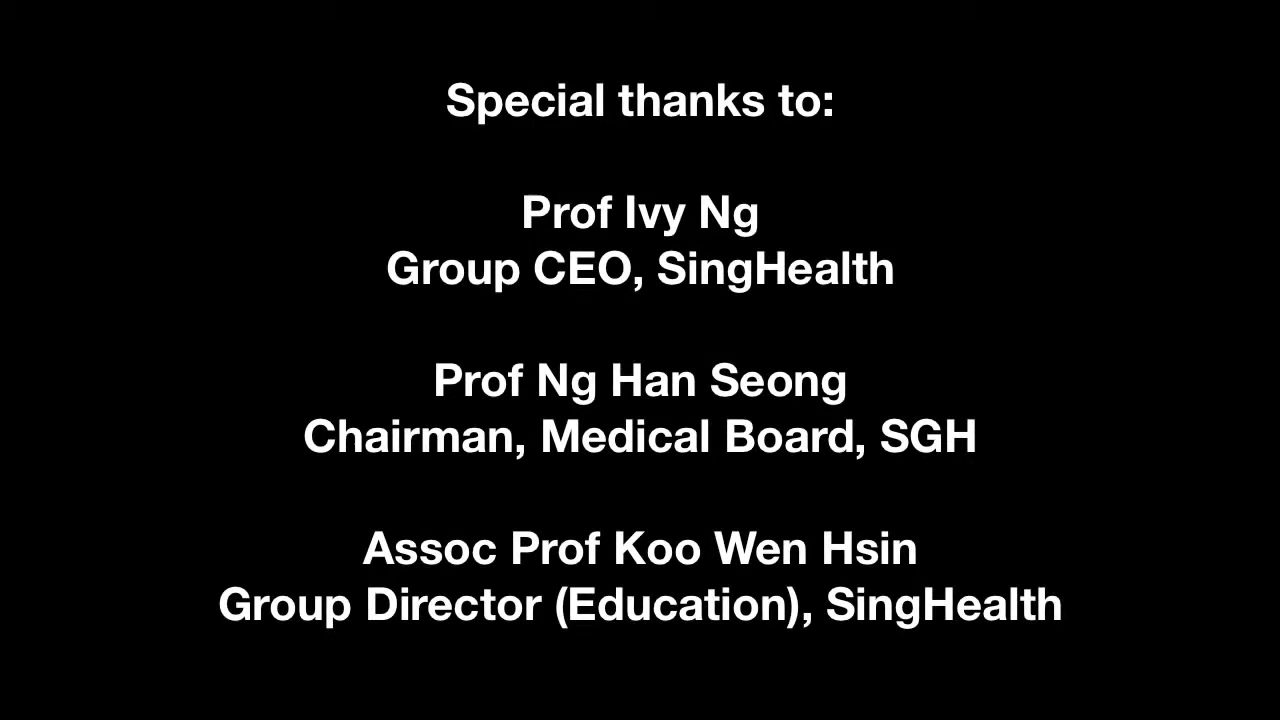 Special thanks to:
Prof Ivy Ng
Group CEO, SingHealth
Prof Ng Han Seong
Chairman, Medical Board, SGH
Assoc Prof Koo Wen Hsin
Group Director (Education), SingHealth